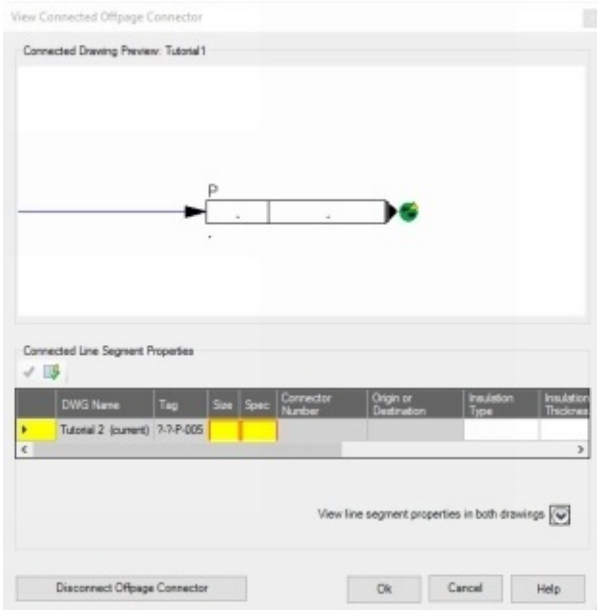 View Connected Offpage Connector
Connected Drawing Preview: Tutorial1
P
Connected Line Segment Properties
DWG Name Tag Size Spec Connector Number Origin or Destination Insulation Type Insulation Thicknes
Tutorial 2 (current) ?-?-P-005
View line segment properties in both drawings
Disconnect Offpage Connector Ok Cancel Help